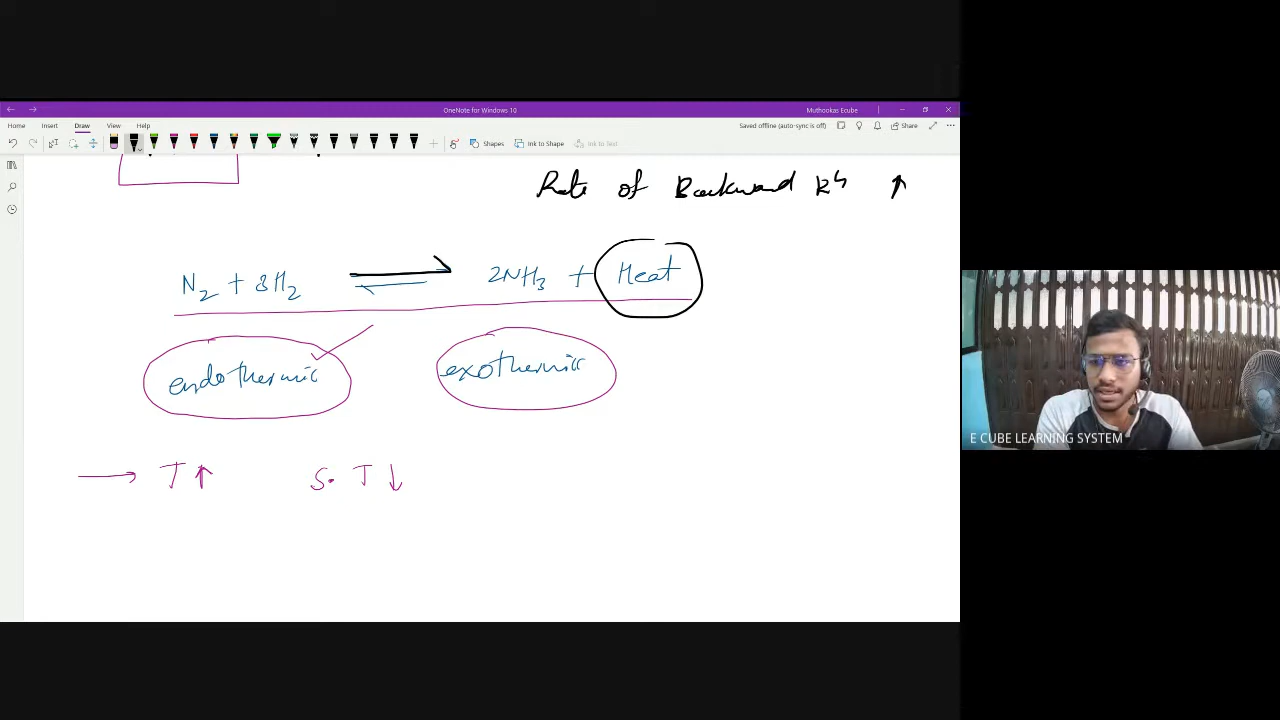 OneNote for Windows 10
Muthookas Ecube
Home Insert Draw View Help
Saved offline (auto-sync is off)
Share
Shapes
Ink to Shape
Ink to Text
Rate of Backward R↑
N2 + 3H2 ⇌ 2NH3 + Heat
endothermic exothermic
→ T↑ S. T↓
E CUBE LEARNING SYSTEM